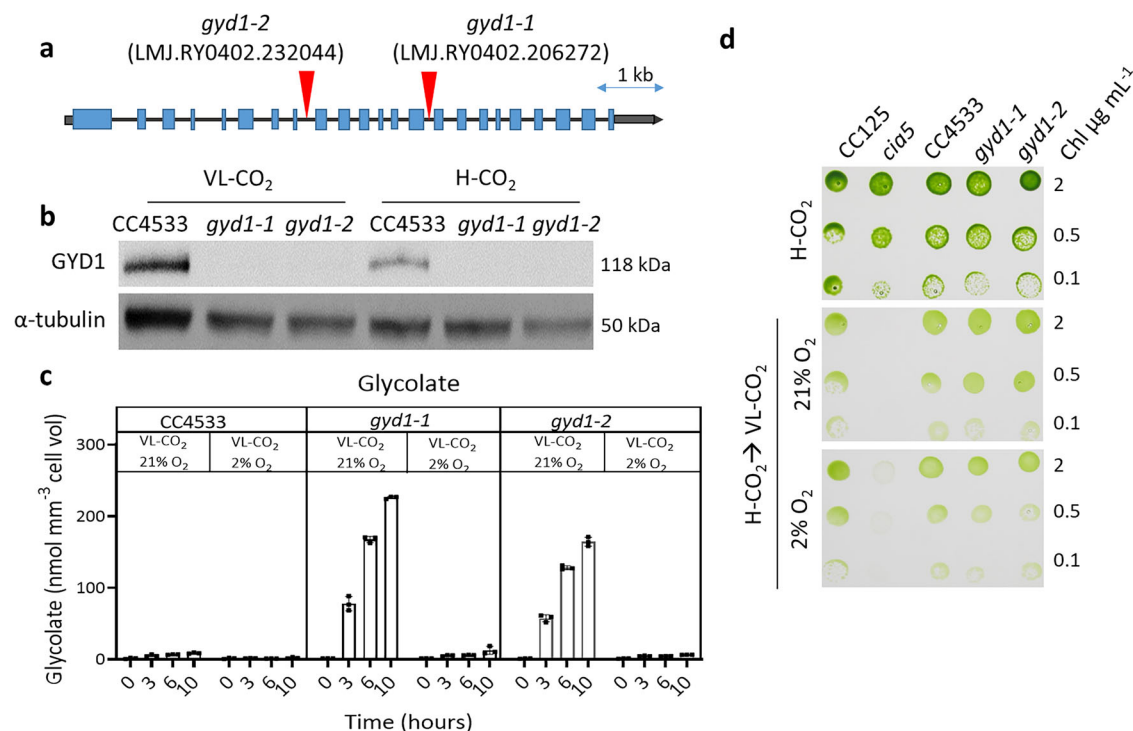 a
gyd1-2
(LMJ.RY0402.232044)
gyd1-1
(LMJ.RY0402.206272)
1 kb
b
VL-CO₂
H-CO₂
CC4533 gyd1-1 gyd1-2 CC4533 gyd1-1 gyd1-2
GYD1
118 kDa
α-tubulin
50 kDa
c
Glycolate
CC4533
gyd1-1
gyd1-2
VL-CO₂ VL-CO₂ VL-CO₂ VL-CO₂ VL-CO₂ VL-CO₂
21% O₂ 2% O₂ 21% O₂ 2% O₂ 21% O₂ 2% O₂
Glycolate (nmol mm⁻³ cell vol)
300
200
100
0
0 3 6 10 0 3 6 10 0 3 6 10 0 3 6 10 0 3 6 10 0 3 6 10
Time (hours)
d
CC125 cia5 CC4533 gyd1-1 gyd1-2 Chl μg mL⁻¹
H-CO₂
2
0.5
0.1
H-CO₂→ VL-CO₂
21% O₂
2
0.5
0.1
2% O₂
2
0.5
0.1